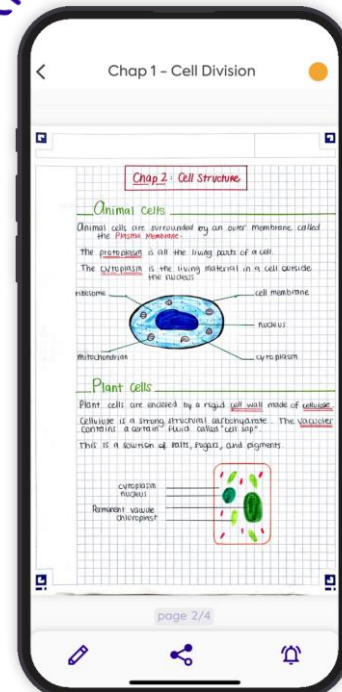 Chap 1 - Cell Division
Chap 2: Cell Structure
Animal cells
Animal cells are surrounded by an outer membrane called
the Plasma Membrane.
The protoplasm is all the living parts of a cell.
The cytoplasm is the living material in a cell outside
the nucleus
ribosome
cell membrane
nucleus
mitochondrian
cytoplasm
Plant cells
Plant cells are enclosed by a rigid cell wall made of cellulose.
Cellulose is a strong structural carbohydrate. The vacuoles
contains a certain fluid called "cell sap".
This is a solution of salts, sugars, and pigments.
cytoplasm
nucleus
Permanent vacuole
chloroplast
page 2/4